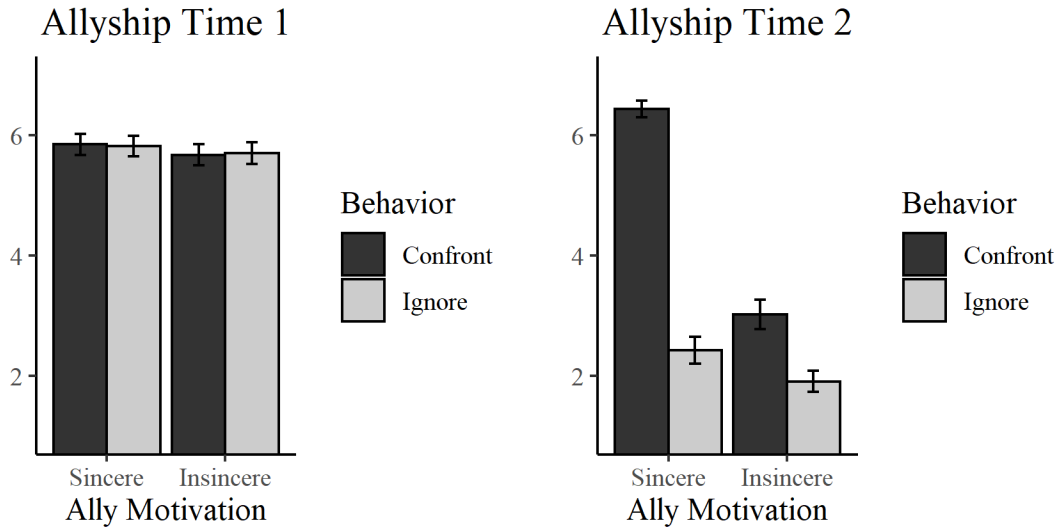 Allyship Time 1
6
4
2
Sincere Insincere
Ally Motivation
Behavior
Confront
Ignore
Allyship Time 2
6
4
2
Sincere Insincere
Ally Motivation
Behavior
Confront
Ignore